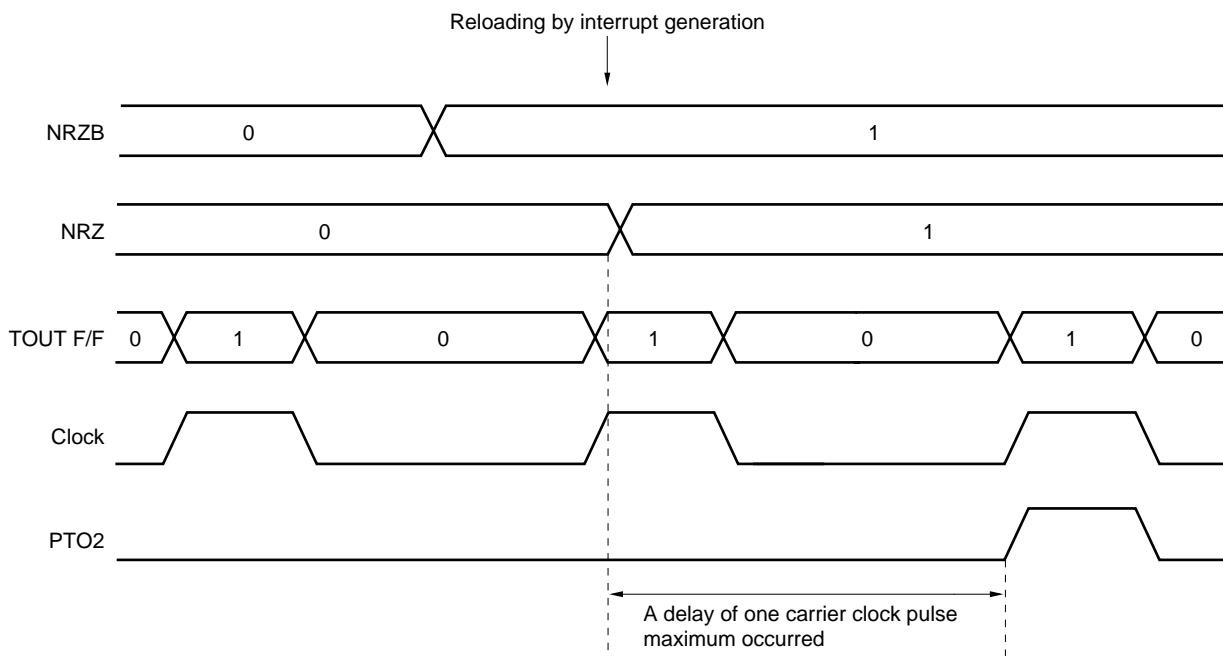 Reloading by interrupt generation
NRZB 0 1
NRZ 0 1
TOUT F/F 0 1 0 1 0 1 0
Clock
PTO2
A delay of one carrier clock pulse
maximum occurred